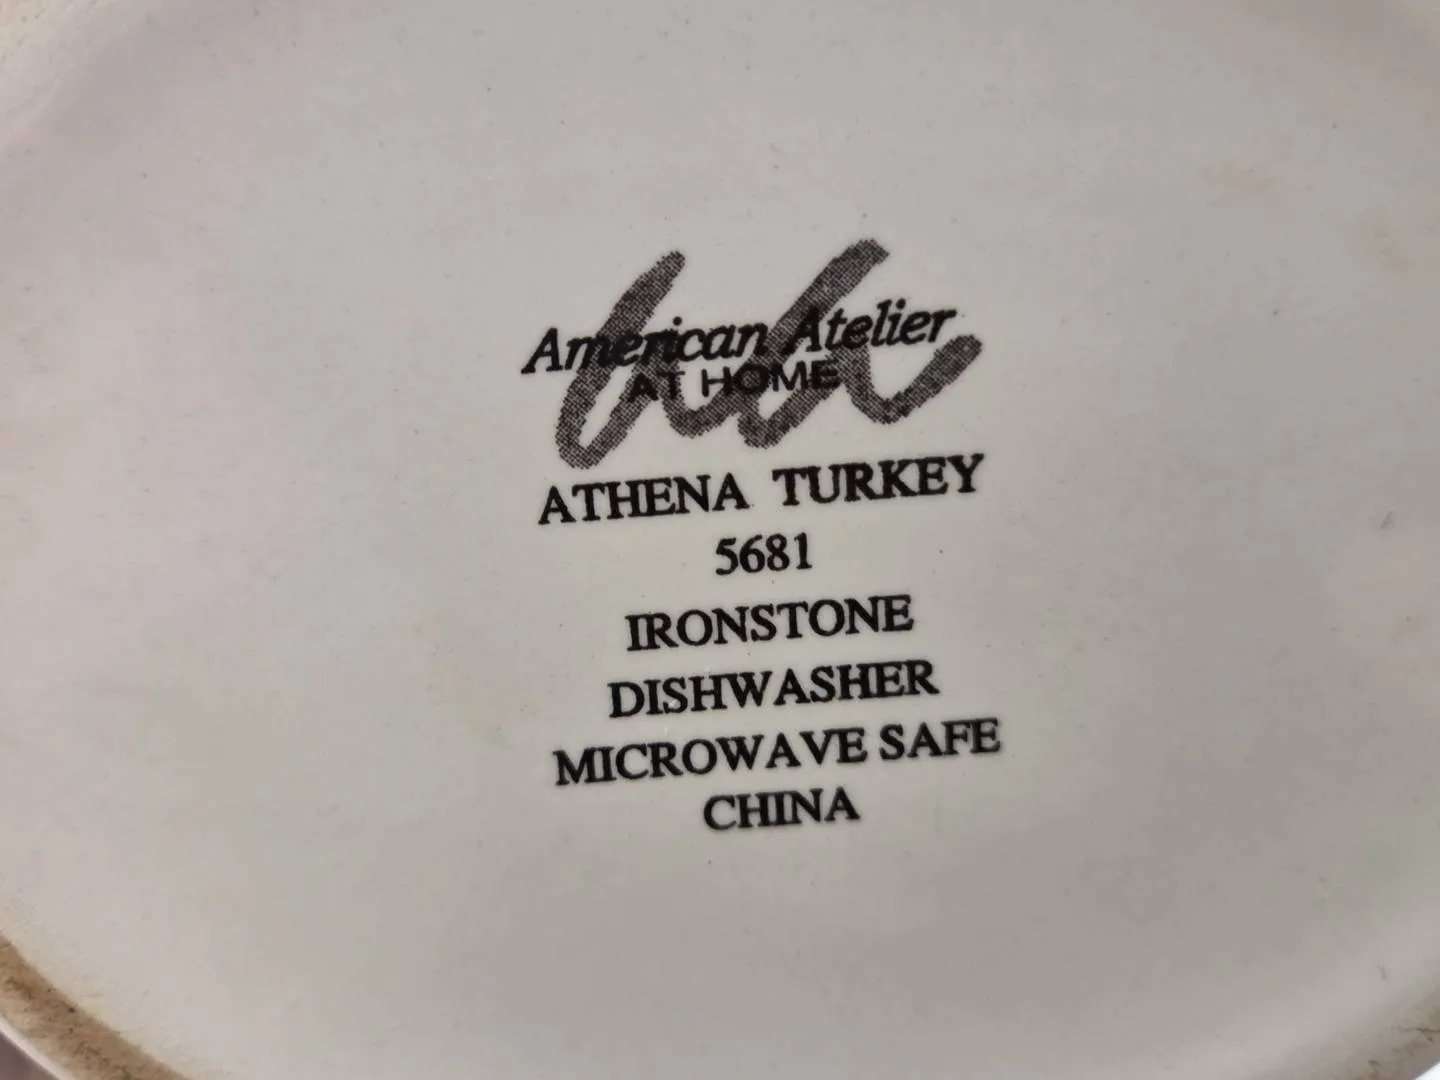 American Atelier
AT HOME
ATHENA TURKEY
5681
IRONSTONE
DISHWASHER
MICROWAVE SAFE
CHINA